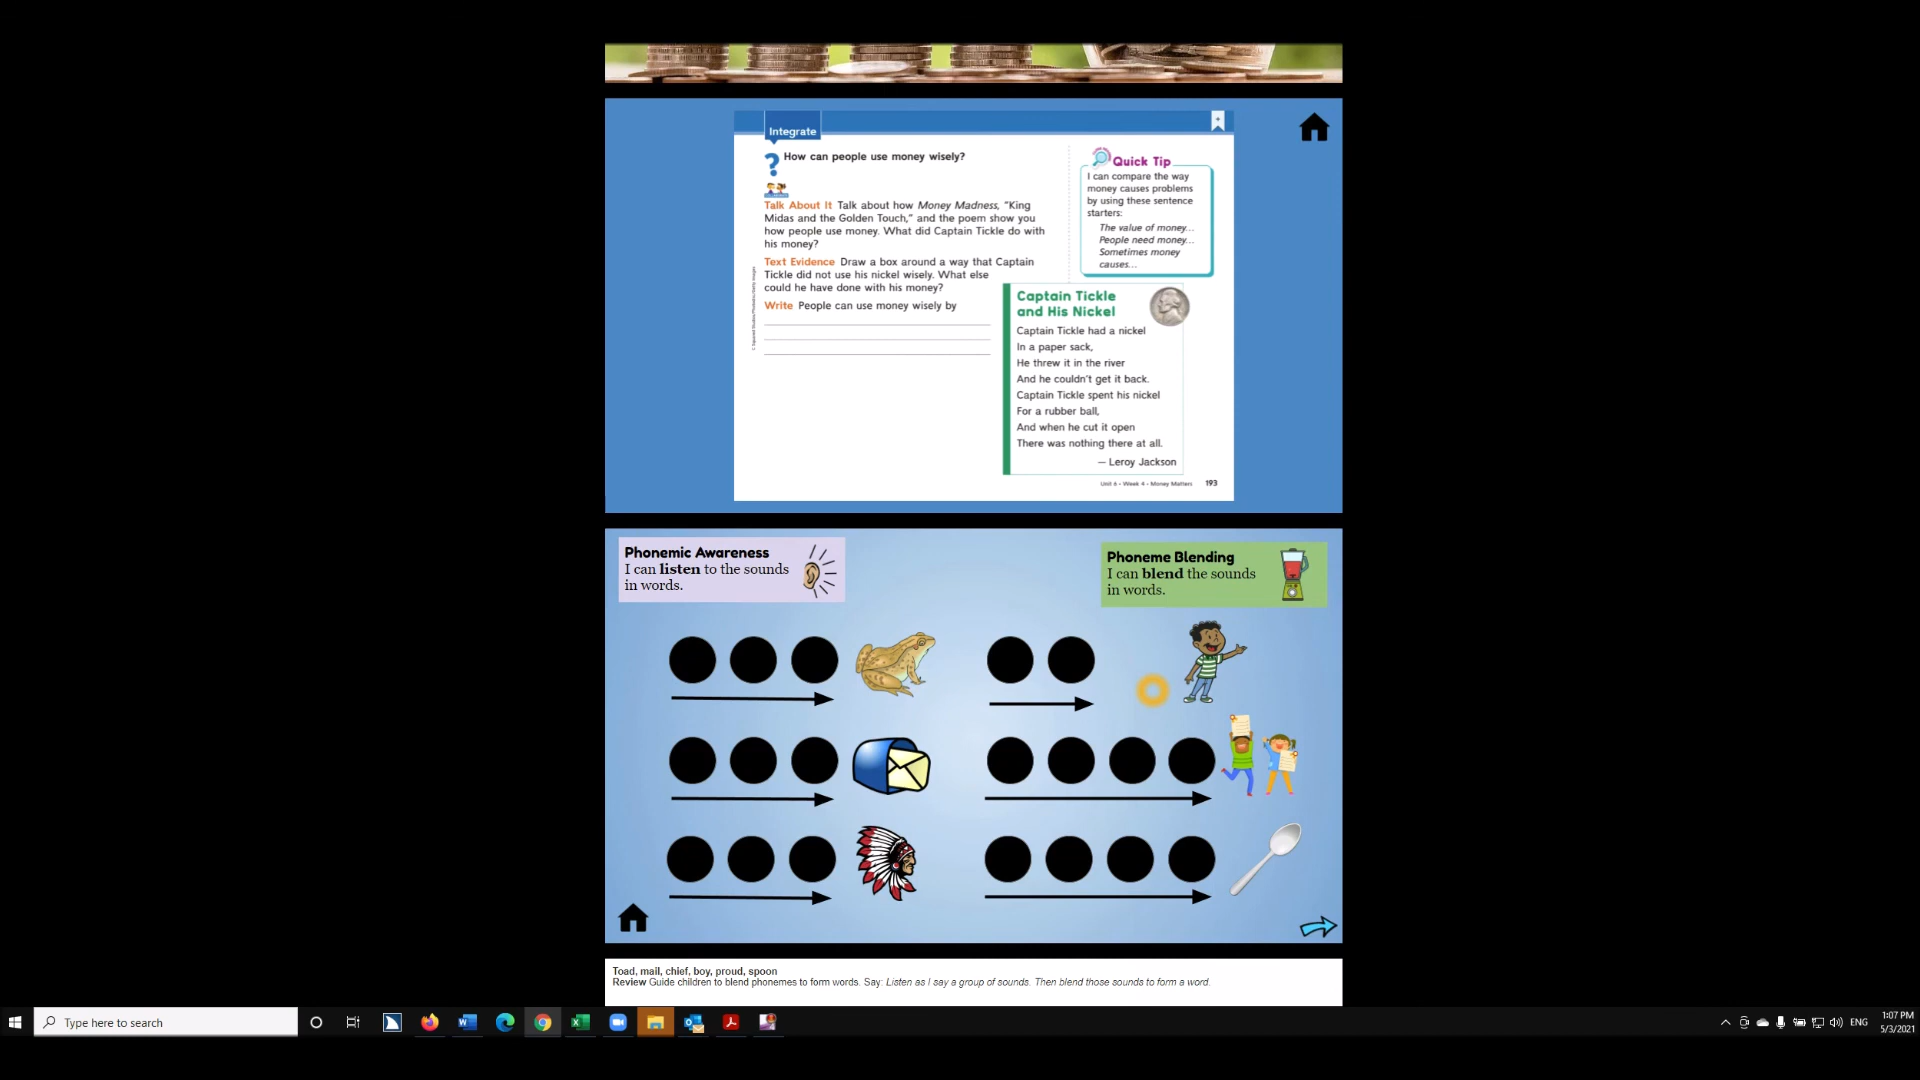 Integrate
How can people use money wisely?
Talk About It Talk about how Money Madness, "King
Midas and the Golden Touch," and the poem show you
how people use money. What did Captain Tickle do with
his money?
Text Evidence Draw a box around a way that Captain
Tickle did not use his nickel wisely. What else
could he have done with his money?
Write People can use money wisely by
Quick Tip
I can compare the way
money causes problems
by using these sentence
starters:
The value of money...
People need money...
Sometimes money
causes...
Captain Tickle
and His Nickel
Captain Tickle had a nickel
In a paper sack,
He threw it in the river
And he couldn't get it back.
Captain Tickle spent his nickel
For a rubber ball,
And when he cut it open
There was nothing there at all.
— Leroy Jackson
Unit 6 • Week 4 • Money Matters 193
Phonemic Awareness
I can listen to the sounds
in words.
Phoneme Blending
I can blend the sounds
in words.
Toad, mail, chief, boy, proud, spoon
Review Guide children to blend phonemes to form words. Say: Listen as I say a group of sounds. Then blend those sounds to form a word.
Type here to search
ENG
1:07 PM
5/3/2021